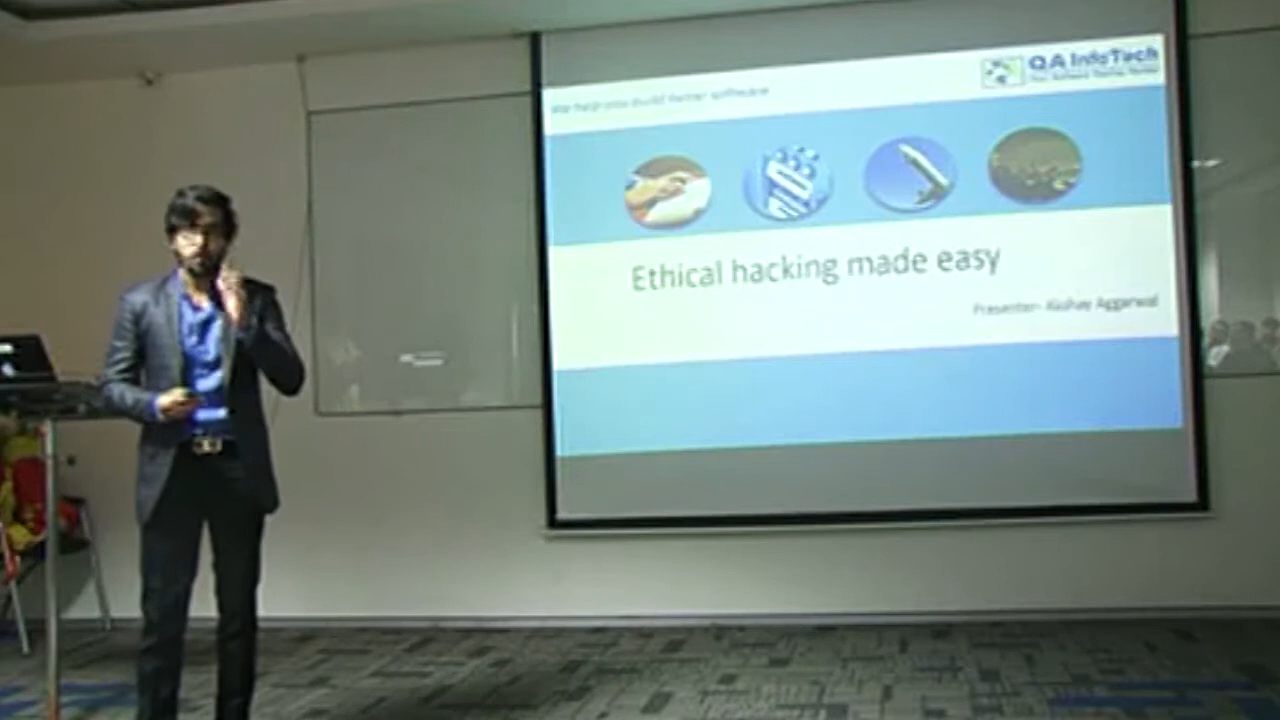 QA InfoTech
We help you build better software
Ethical hacking made easy
Presenter- Akshay Aggarwal